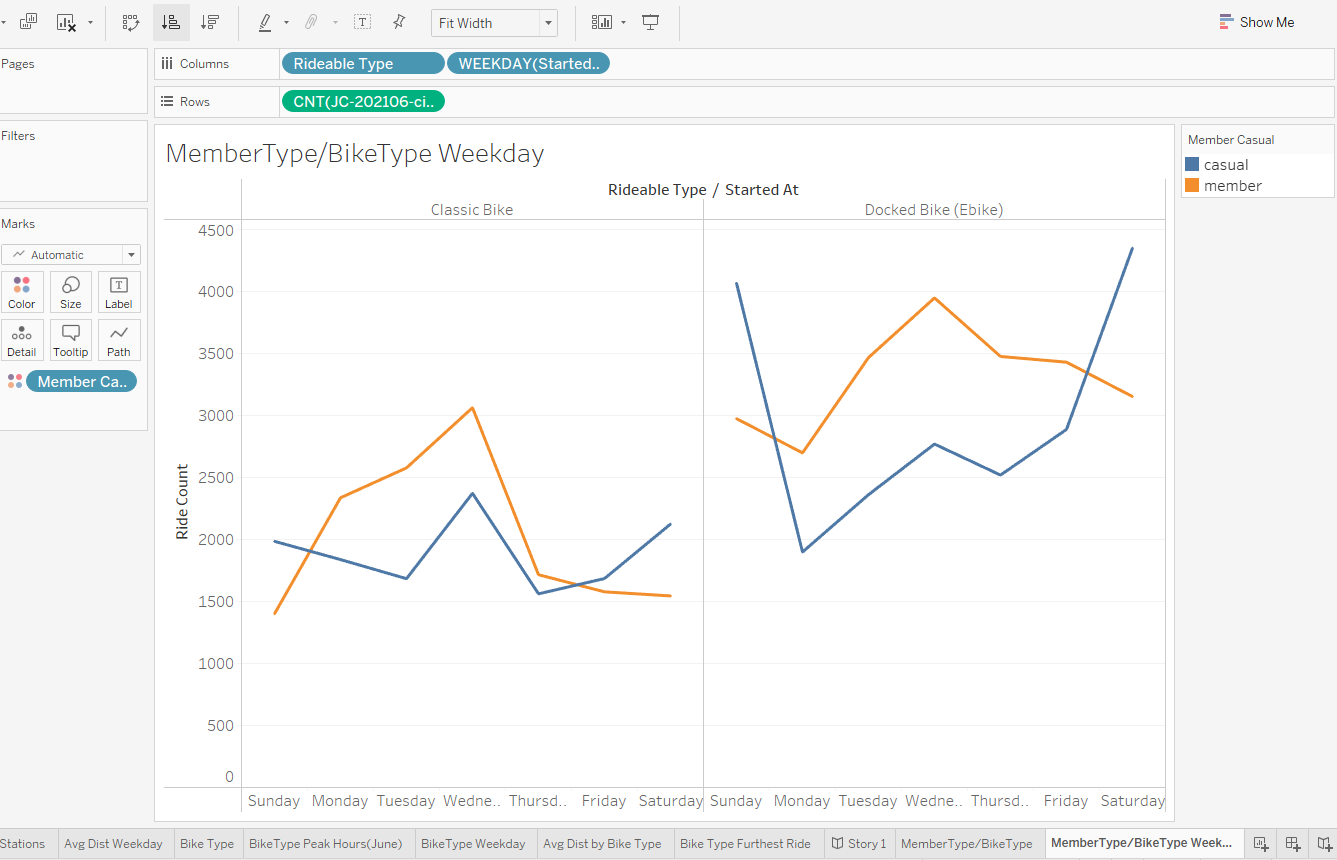 Fit Width
Show Me
Pages
Columns
Rideable Type
WEEKDAY(Started..
Rows
CNT(JC-202106-ci..
Filters
Marks
Automatic
Color
Size
Label
Detail
Tooltip
Path
Member Ca..
MemberType/BikeType Weekday
Rideable Type / Started At
Classic Bike
Docked Bike (Ebike)
Ride Count
4500
4000
3500
3000
2500
2000
1500
1000
500
0
Sunday Monday Tuesday Wedne.. Thursd.. Friday Saturday Sunday Monday Tuesday Wedne.. Thursd.. Friday Saturday
Member Casual
casual
member
Stations
Avg Dist Weekday
Bike Type
BikeType Peak Hours(June)
BikeType Weekday
Avg Dist by Bike Type
Bike Type Furthest Ride
Story 1
MemberType/BikeType
MemberType/BikeType Week...